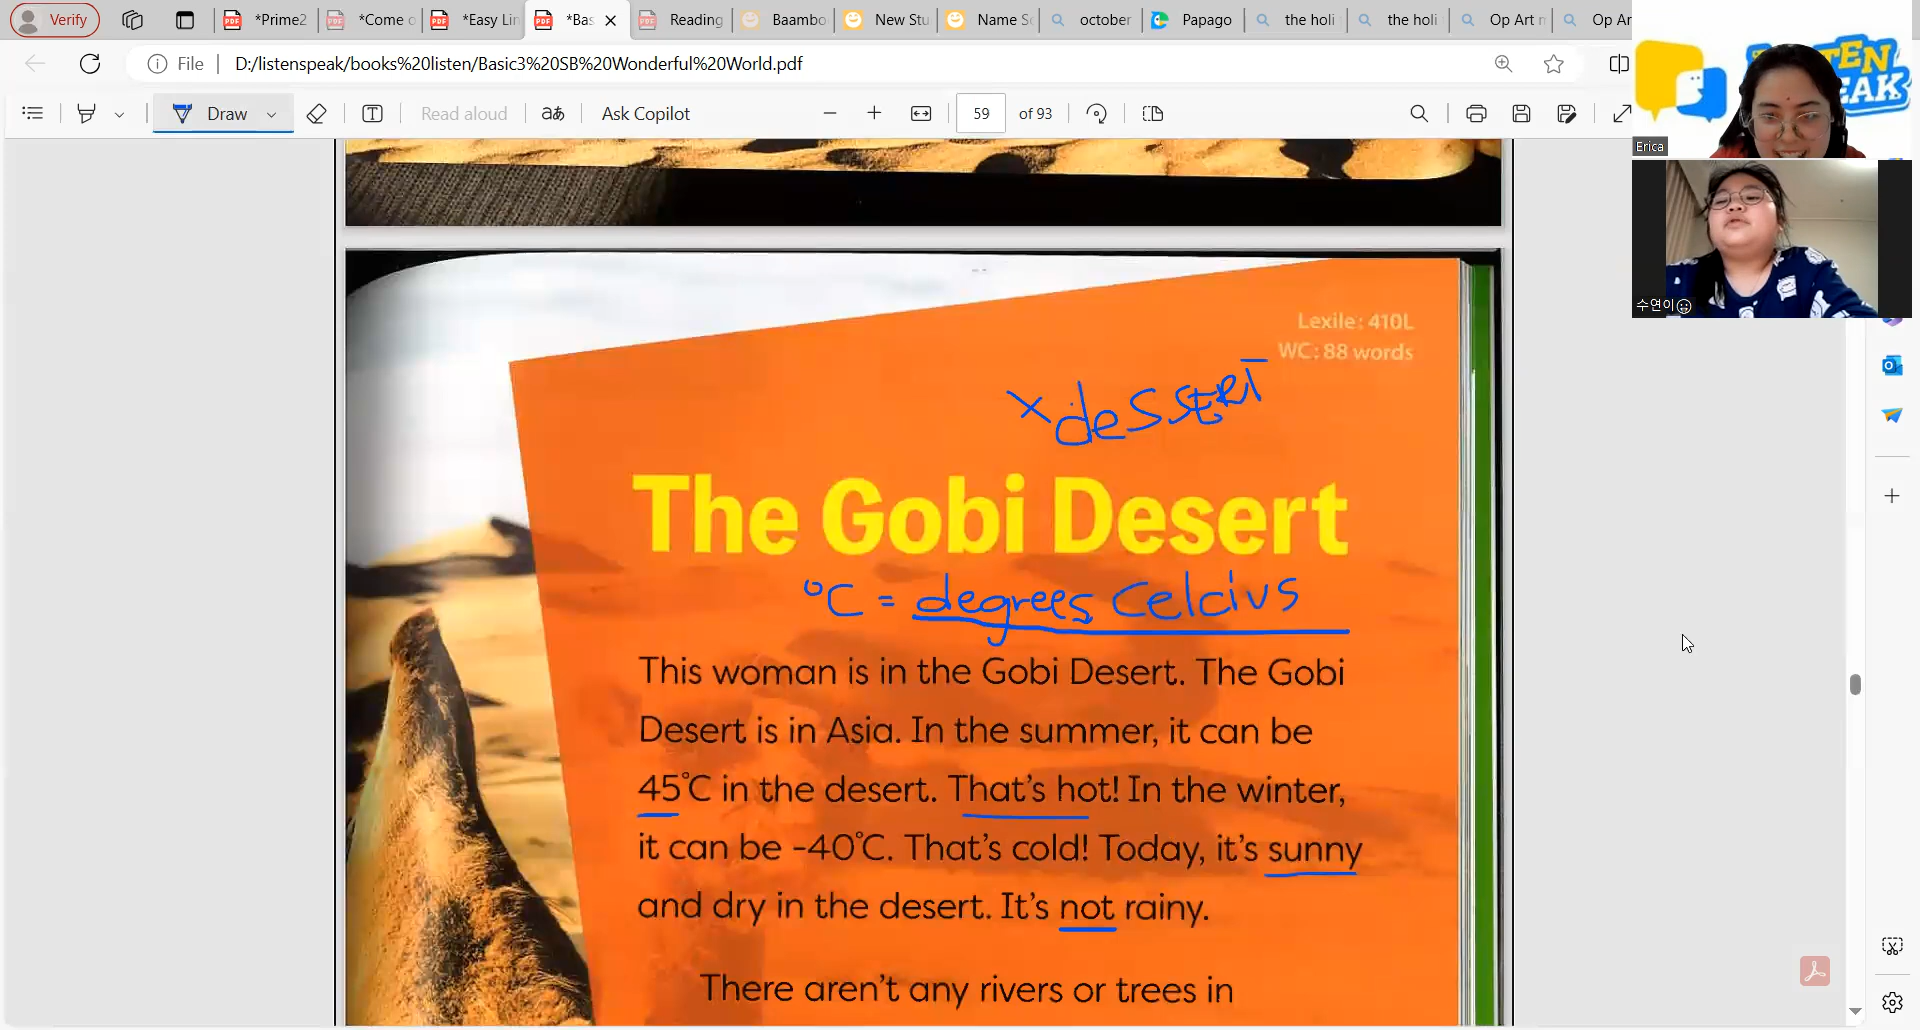 Verify
*Prime2
*Come o
*Easy Lin
*Bas
Reading
Baambo
New Stu
Name Se
october
Papago
the holi
the holi
Op Art m
Op Ar
File
D:/listenspeak/books%20listen/Basic3%20SB%20Wonderful%20World.pdf
Draw
T
Read aloud
aあ
Ask Copilot
59
of 93
LISTEN
SPEAK
Erica
수연이
Lexile: 410L
WC: 88 words
x desSERT
The Gobi Desert
°C = degrees Celcius
This woman is in the Gobi Desert. The Gobi
Desert is in Asia. In the summer, it can be
45°C in the desert. That's hot! In the winter,
it can be -40°C. That's cold! Today, it's sunny
and dry in the desert. It's not rainy.
There aren't any rivers or trees in